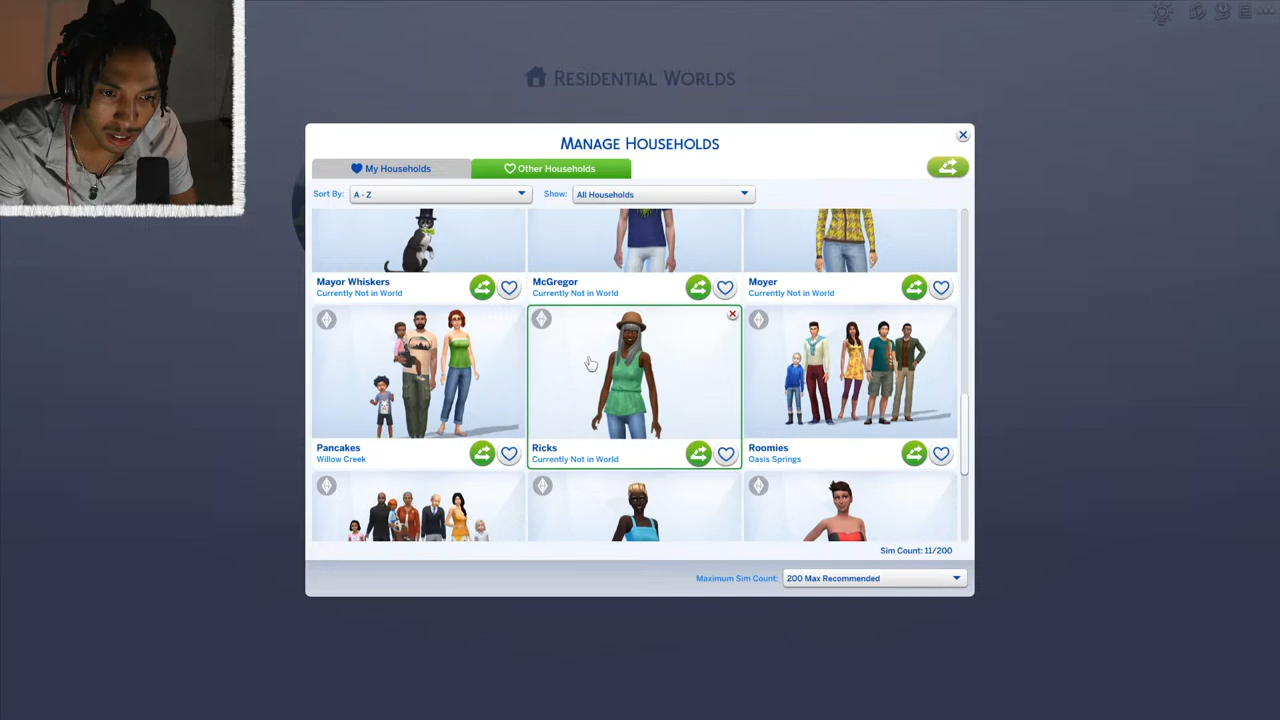 RESIDENTIAL WORLDS
MANAGE HOUSEHOLDS
My Households
Other Households
Sort By:
A - Z
Show:
All Households
Mayor Whiskers
Currently Not in World
McGregor
Currently Not in World
Moyer
Currently Not in World
Pancakes
Willow Creek
Ricks
Currently Not in World
Roomies
Oasis Springs
Sim Count: 11/200
Maximum Sim Count:
200 Max Recommended